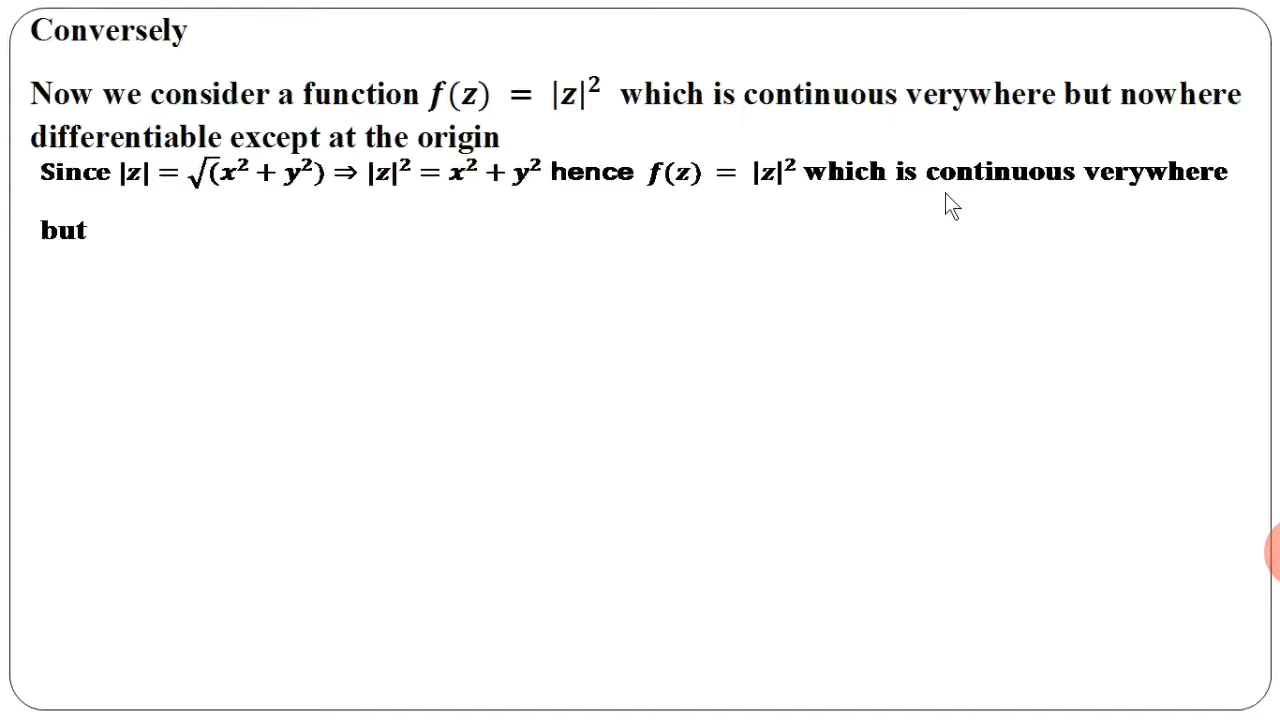 Conversely
Now we consider a function f(z) = |z|² which is continuous verywhere but nowhere
differentiable except at the origin
Since |z| = √(x² + y²) ⇒ |z|² = x² + y² hence f(z) = |z|² which is continuous verywhere
but